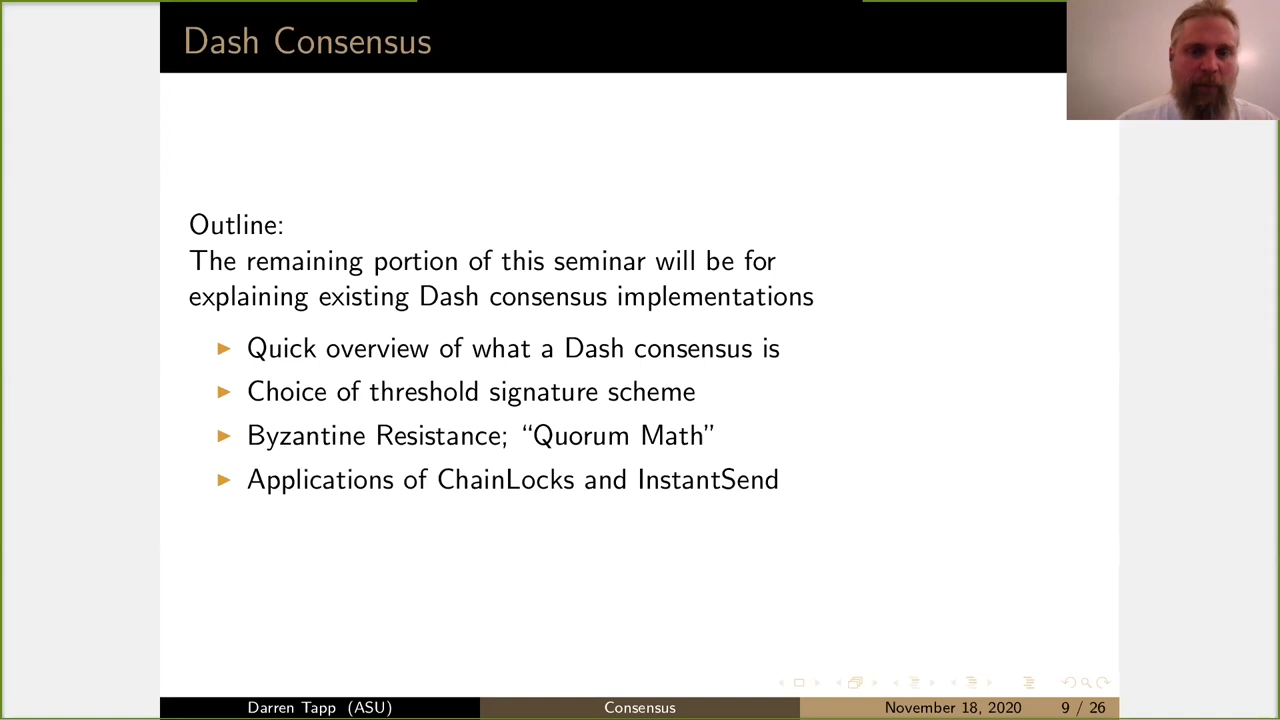 Dash Consensus
Outline:
The remaining portion of this seminar will be for
explaining existing Dash consensus implementations
Quick overview of what a Dash consensus is
Choice of threshold signature scheme
Byzantine Resistance; “Quorum Math”
Applications of ChainLocks and InstantSend
Darren Tapp (ASU)
Consensus
November 18, 2020
9 / 26